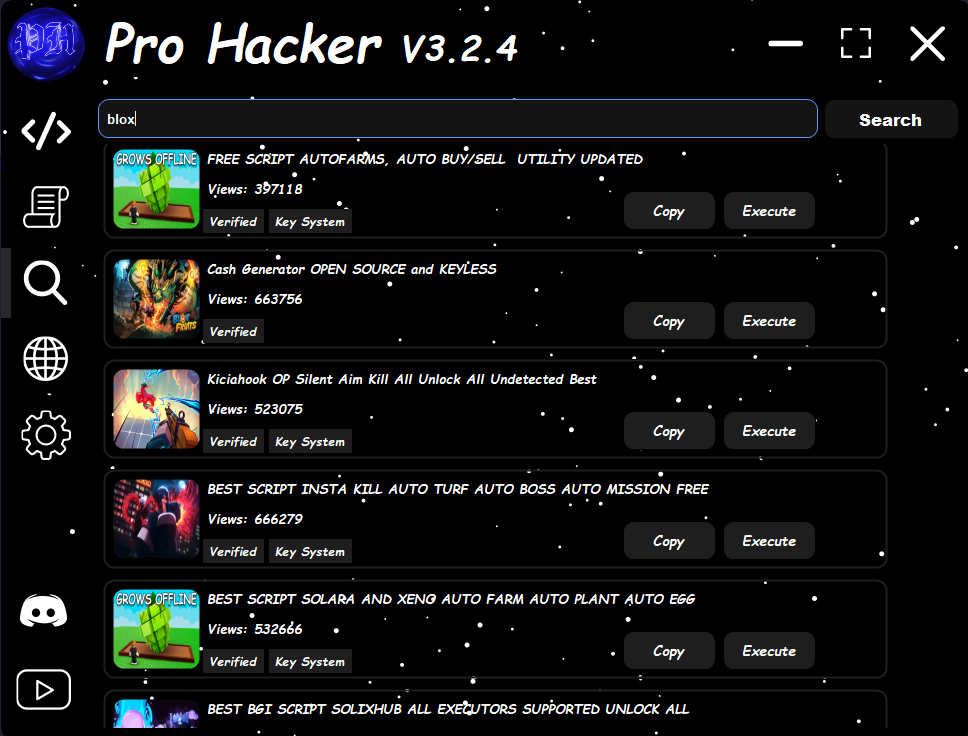 PH
Pro Hacker V3.2.4
blox
Search
GROWS OFFLINE
FREE SCRIPT AUTOFARMS, AUTO BUY/SELL UTILITY UPDATED
Views: 397118
Verified
Key System
Copy
Execute
Cash Generator OPEN SOURCE and KEYLESS
Views: 663756
BLOX FRUITS
Verified
Copy
Execute
Kiciahook OP Silent Aim Kill All Unlock All Undetected Best
Views: 523075
Verified
Key System
Copy
Execute
BEST SCRIPT INSTA KILL AUTO TURF AUTO BOSS AUTO MISSION FREE
Views: 666279
Verified
Key System
Copy
Execute
GROWS OFFLINE
BEST SCRIPT SOLARA AND XENO AUTO FARM AUTO PLANT AUTO EGG
Views: 532666
Verified
Key System
Copy
Execute
BEST BGI SCRIPT SOLIXHUB ALL EXECUTORS SUPPORTED UNLOCK ALL